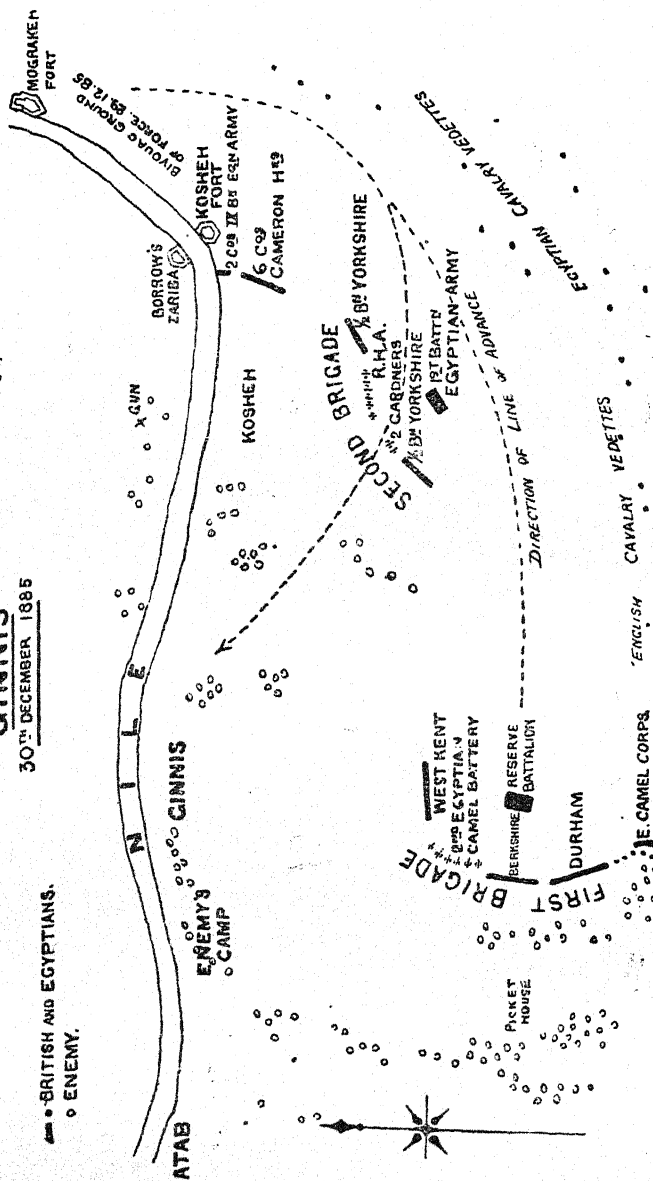 GINNIS
30TH DECEMBER 1885
BRITISH AND EGYPTIANS.
ENEMY.
MOGRAKEH
FORT
BIVOUAC GROUND
OF FORCE. 29.12.85
KOSHEH
FORT
2 COS IX BN EGN ARMY
6 COS
CAMERON HRS
BORROW'S
ZARIBA
GUN
KOSHEH
NILE
GINNIS
ENEMY'S
CAMP
ATAB
SECOND BRIGADE
½ BN YORKSHIRE
R.H.A.
2 GARDNERS
½ BN YORKSHIRE
1ST BATTN
EGYPTIAN-ARMY
DIRECTION OF LINE OF ADVANCE
EGYPTIAN CAVALRY VEDETTES
WEST KENT
2ND EGYPTIAN
CAMEL BATTERY
BERKSHIRE
RESERVE
BATTALION
FIRST BRIGADE
DURHAM
E. CAMEL CORPS.
ENGLISH CAVALRY VEDETTES
PICKET
HOUSE